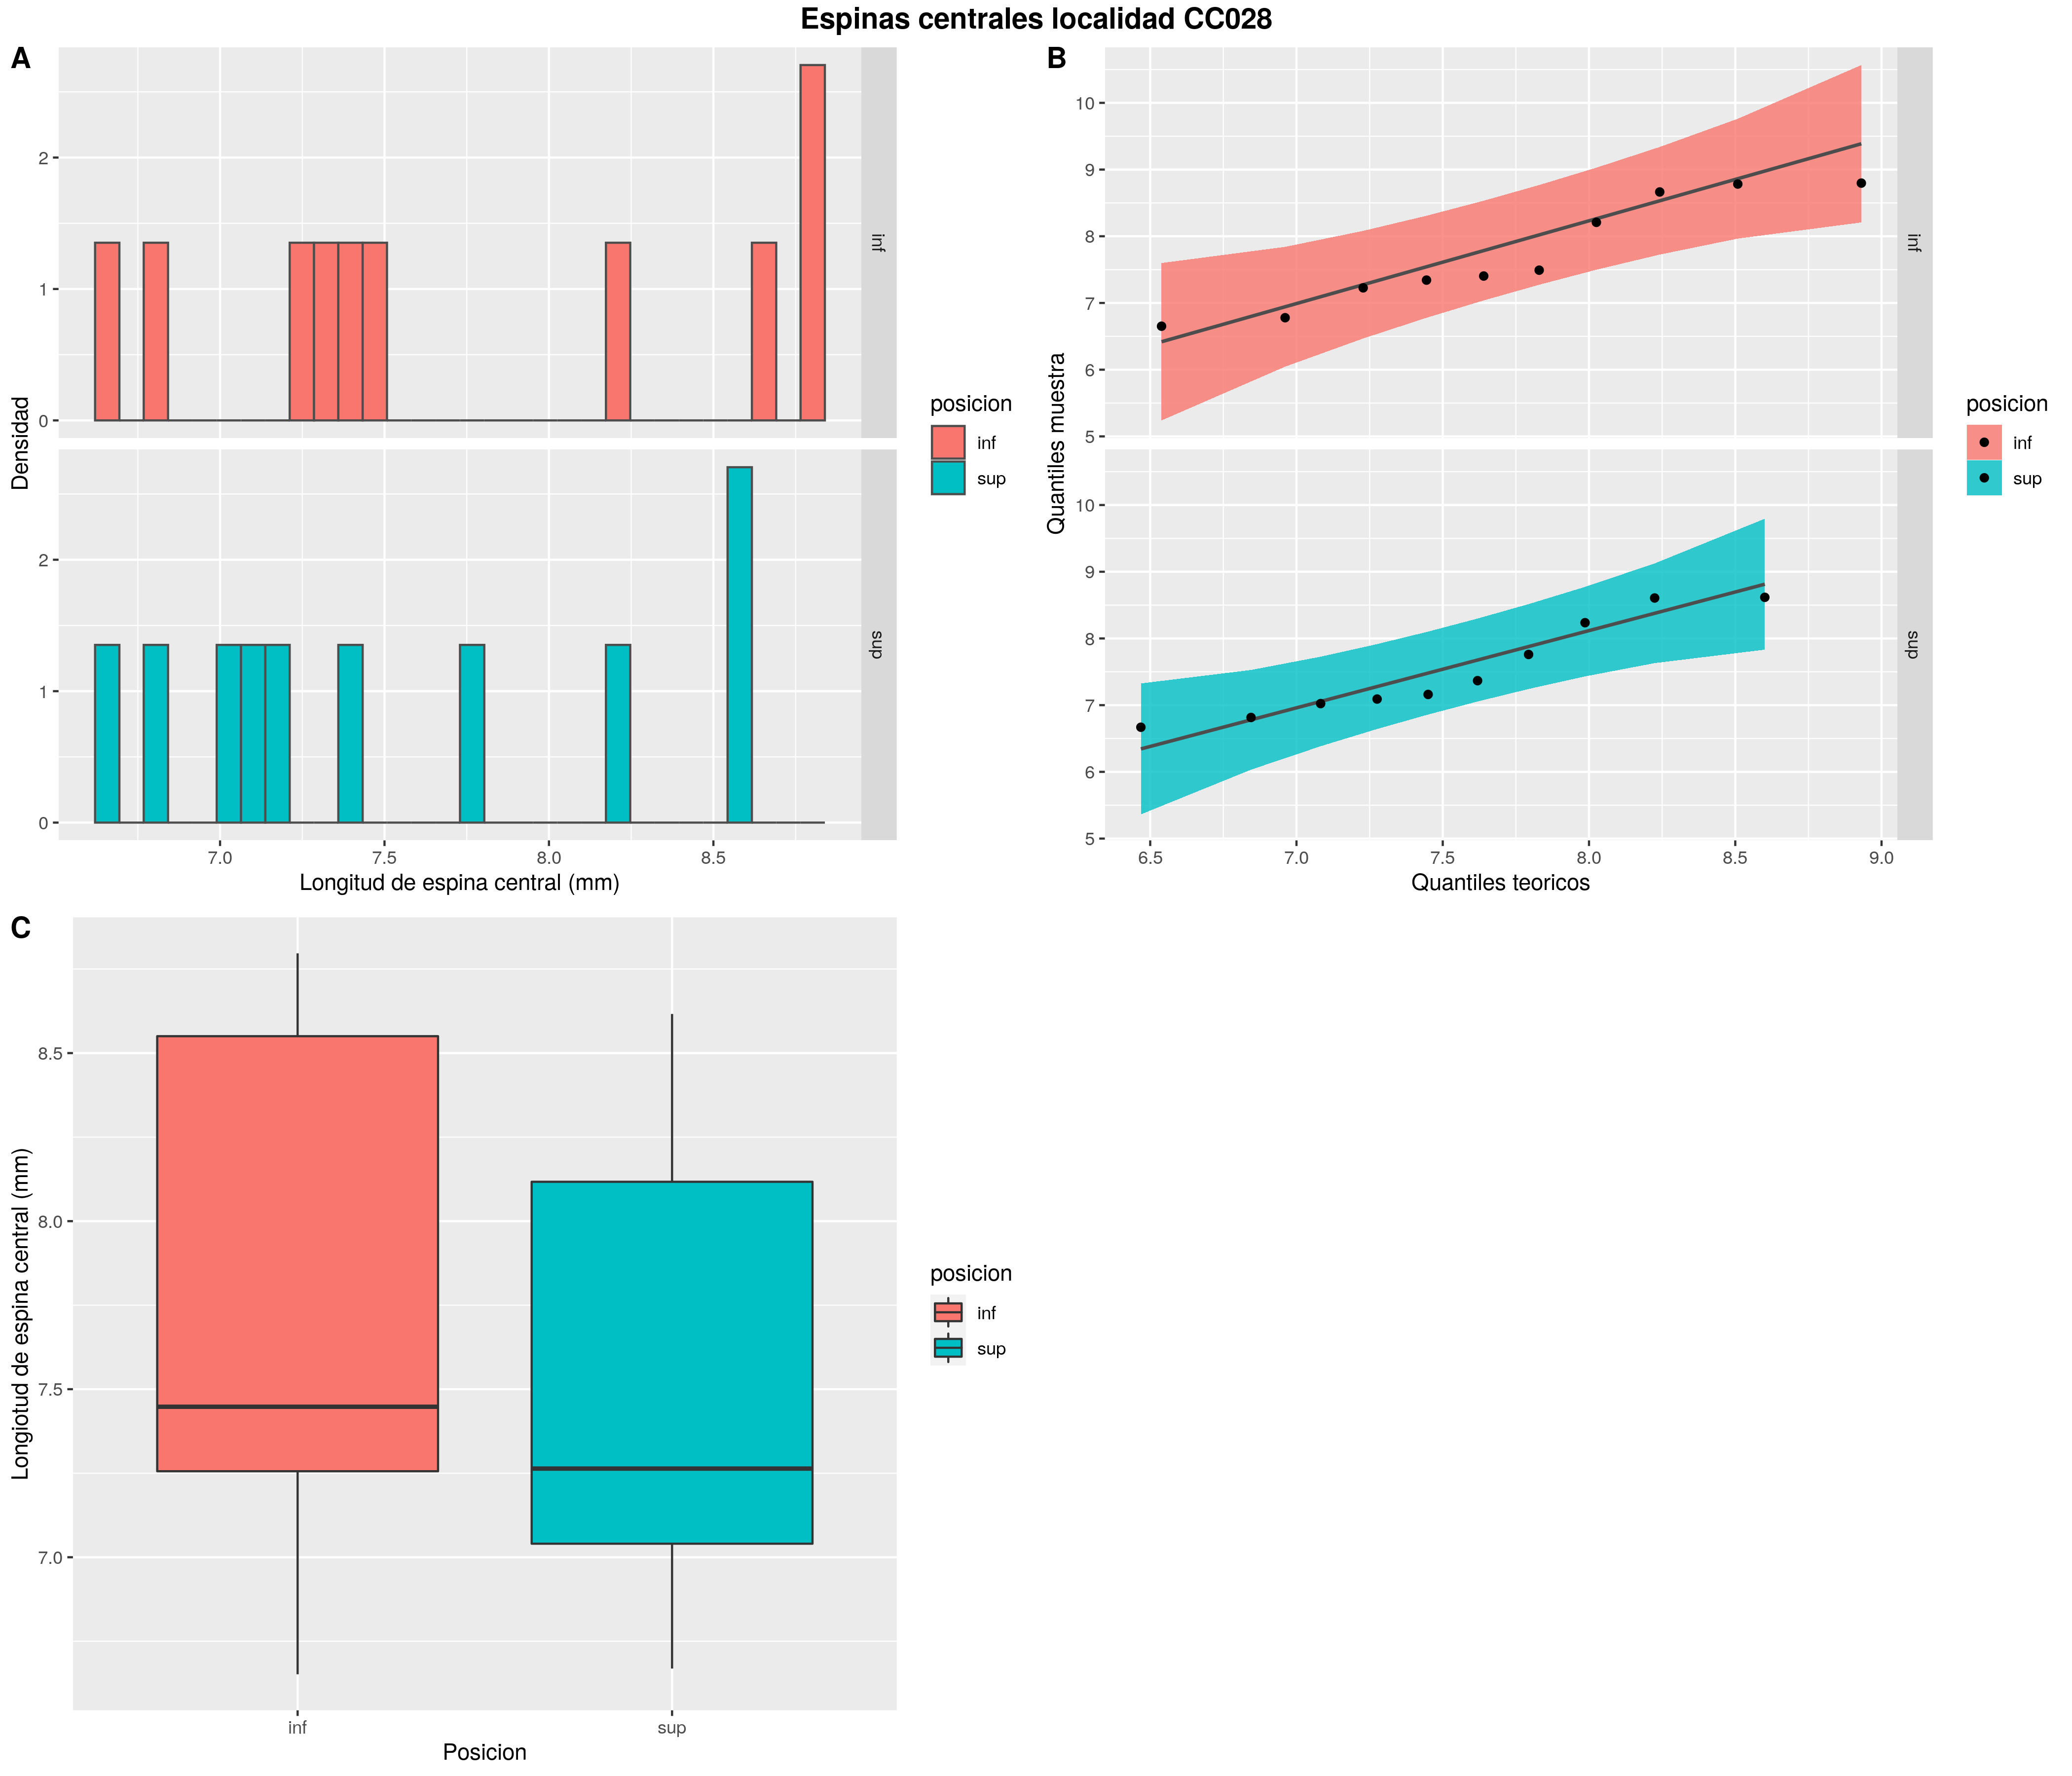 Espinas centrales localidad CC028
A
Densidad
2
1
0
inf
2
1
0
sup
7.0 7.5 8.0 8.5
Longitud de espina central (mm)
posicion
inf
sup
B
Quantiles muestra
10
9
8
7
6
5
inf
10
9
8
7
6
5
sup
6.5 7.0 7.5 8.0 8.5 9.0
Quantiles teoricos
posicion
inf
sup
C
Longiotud de espina central (mm)
8.5
8.0
7.5
7.0
inf sup
Posicion
posicion
inf
sup